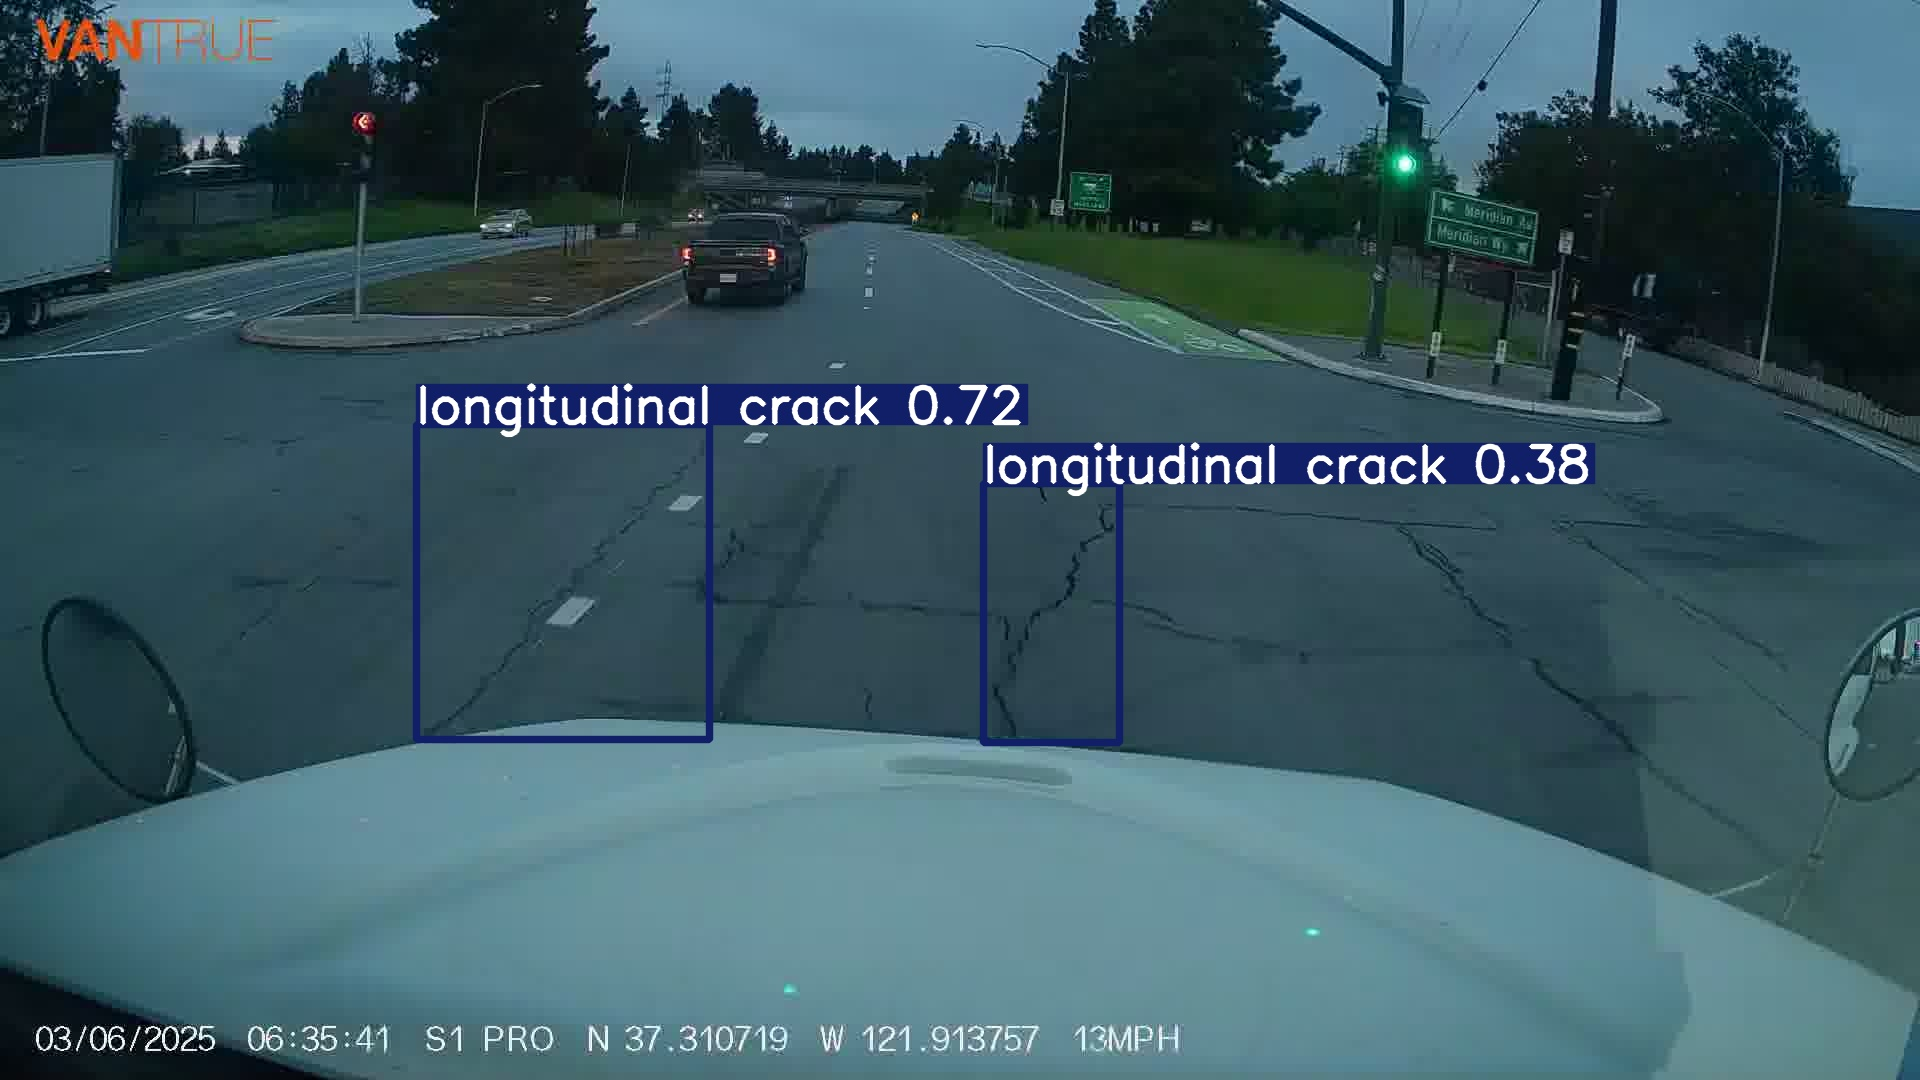 VANTRUE
Meridian Av
Meridian Wy
longitudinal crack 0.72
longitudinal crack 0.38
03/06/2025 06:35:41 S1 PRO N 37.310719 W 121.913757 13MPH